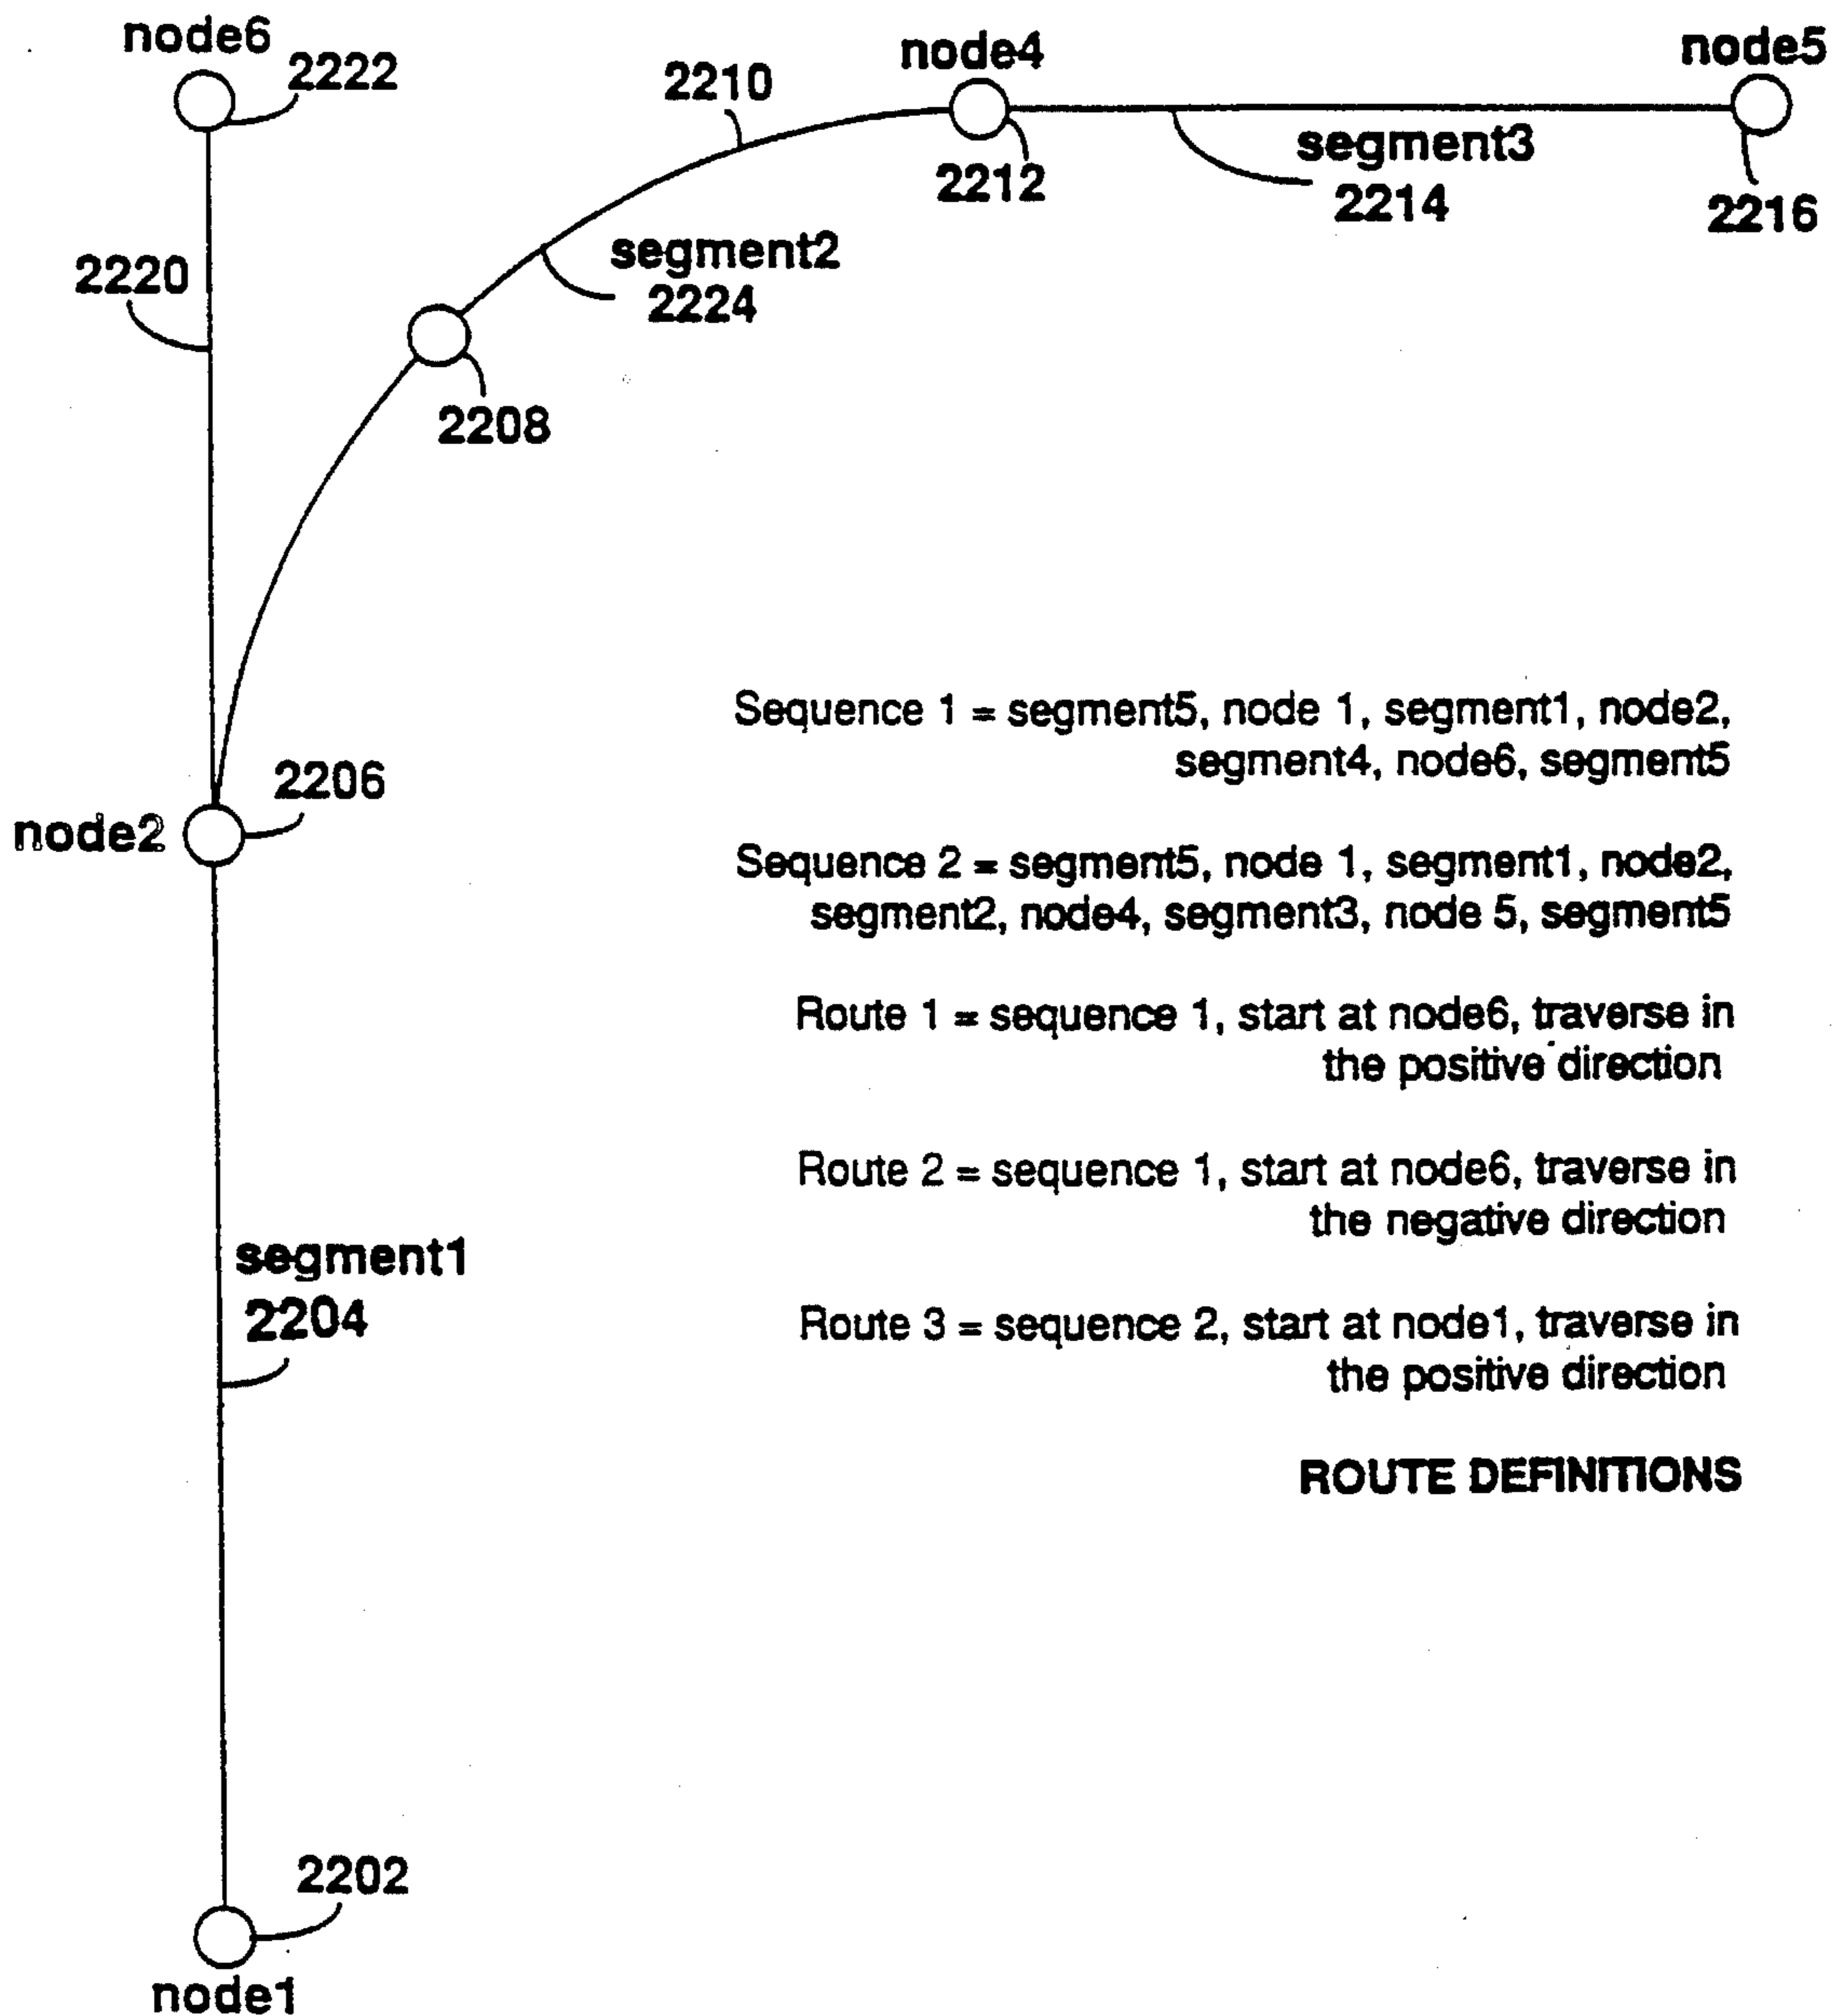 node6
2222
2210
node4
node5
2212
segment3
2214
2216
2220
segment2
2224
2208
2206
node2
Sequence 1 = segment5, node 1, segment1, node2,
segment4, node6, segment5
Sequence 2 = segment5, node 1, segment1, node2,
segment2, node4, segment3, node 5, segment5
Route 1 = sequence 1, start at node6, traverse in
the positive direction
Route 2 = sequence 1, start at node6, traverse in
the negative direction
segment1
2204
Route 3 = sequence 2, start at node1, traverse in
the positive direction
ROUTE DEFINITIONS
2202
node1